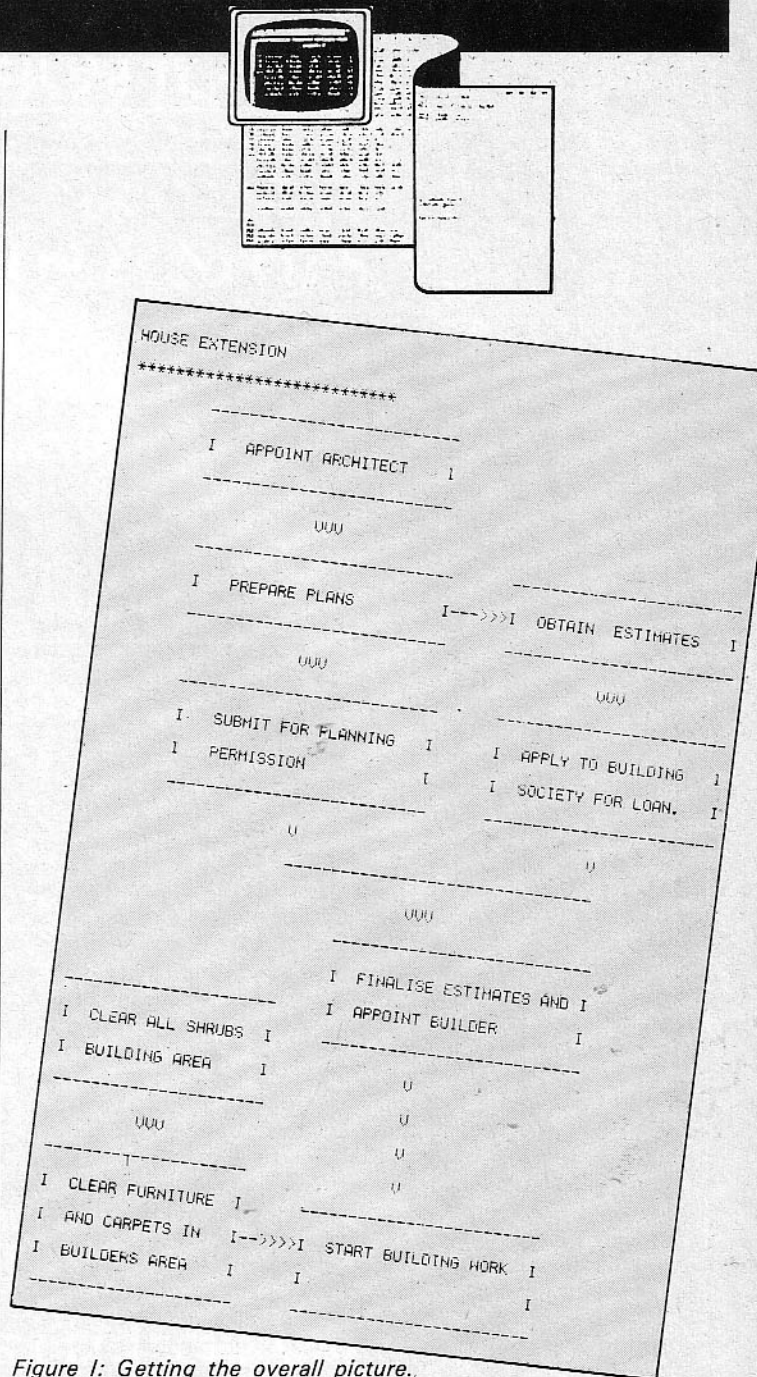 HOUSE EXTENSION
***************************
--------------------------
I APPOINT ARCHITECT I
--------------------------
VVV
--------------------------
I PREPARE PLANS I--->>>I OBTAIN ESTIMATES I
--------------------------
VVV
VVV
--------------------------
I SUBMIT FOR PLANNING I
I PERMISSION I
--------------------------
I APPLY TO BUILDING I
I SOCIETY FOR LOAN. I
--------------------------
V
V
--------------------------
VVV
--------------------------
I FINALISE ESTIMATES AND I
I APPOINT BUILDER I
--------------------------
I CLEAR ALL SHRUBS I
I BUILDING AREA I
--------------------------
VVV
V
V
V
V
--------------------------
I CLEAR FURNITURE I
I AND CARPETS IN I-->>>>I START BUILDING WORK I
I BUILDERS AREA I I I
--------------------------
Figure I: Getting the overall picture.